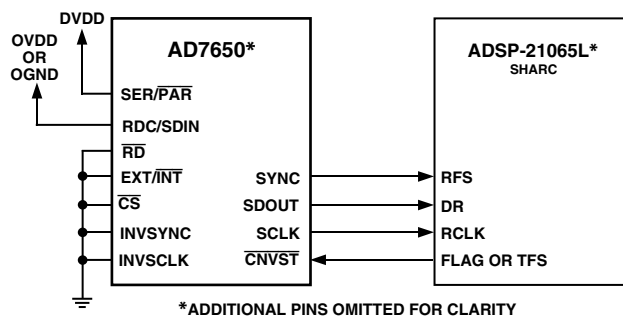 DVDD
OVDD
OR
OGND
AD7650*
SER/PAR
RDC/SDIN
RD
EXT/INT
CS
INVSYNC
INVSCLK
SYNC
SDOUT
SCLK
CNVST
ADSP-21065L*
SHARC
RFS
DR
RCLK
FLAG OR TFS
*ADDITIONAL PINS OMITTED FOR CLARITY